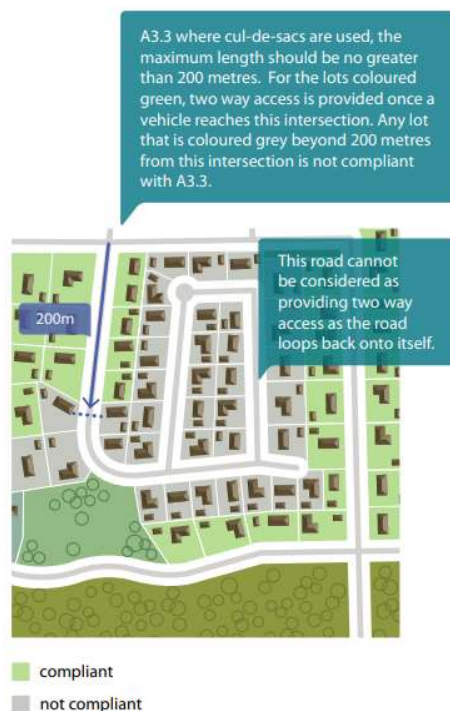 A3.3 where cul-de-sacs are used, the
maximum length should be no greater
than 200 metres.  For the lots coloured
green, two way access is provided once a
vehicle reaches this intersection. Any lot
that is coloured grey beyond 200 metres
from this intersection is not compliant
with A3.3.
This road cannot
be considered as
providing two way
access as the road
loops back onto itself.
200m
compliant
not compliant